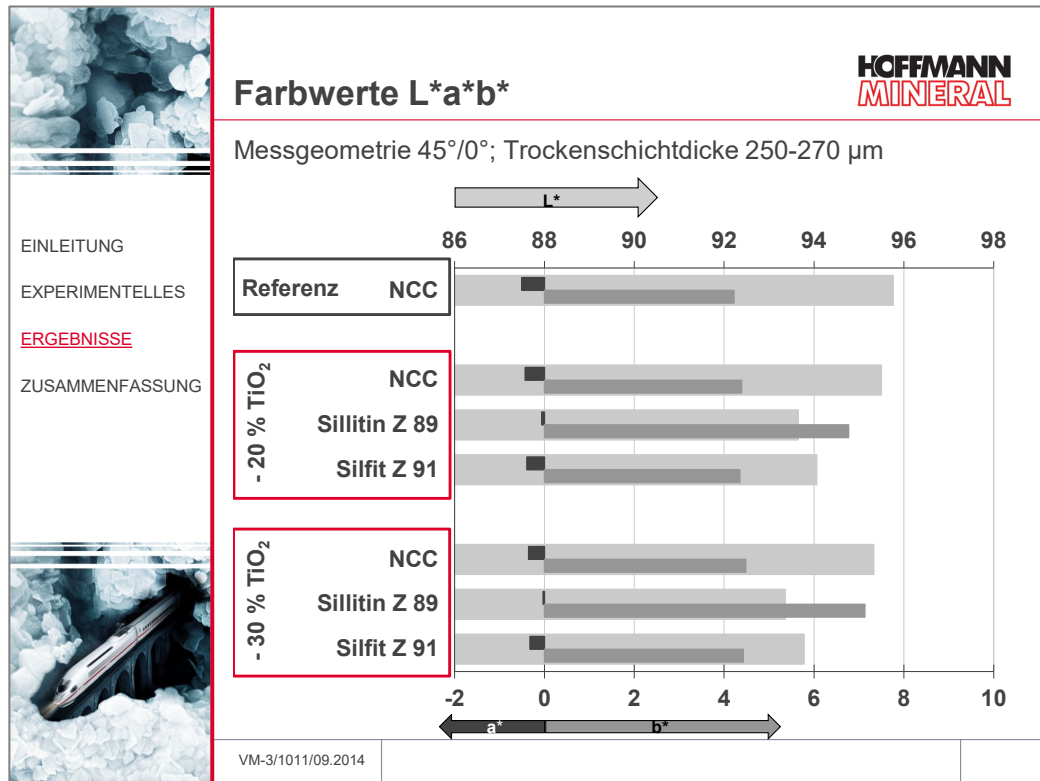 HOFFMANN
MINERAL
Farbwerte L*a*b*
Messgeometrie 45°/0°; Trockenschichtdicke 250-270 µm
EINLEITUNG
EXPERIMENTELLES
ERGEBNISSE
ZUSAMMENFASSUNG
L*
86 88 90 92 94 96 98
Referenz NCC
- 20 % TiO₂
NCC
Sillitin Z 89
Silfit Z 91
- 30 % TiO₂
NCC
Sillitin Z 89
Silfit Z 91
-2 0 2 4 6 8 10
a* b*
VM-3/1011/09.2014